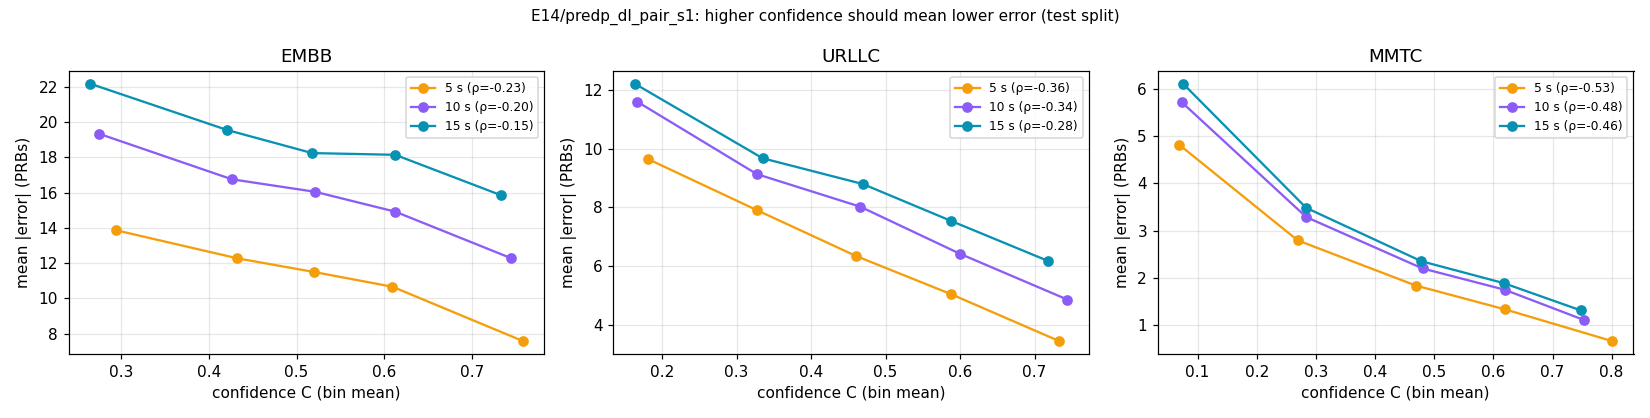 E14/predp_dl_pair_s1: higher confidence should mean lower error (test split)
EMBB
mean |error| (PRBs)
22
20
18
16
14
12
10
8
0.3 0.4 0.5 0.6 0.7
confidence C (bin mean)
5 s (ρ=-0.23)
10 s (ρ=-0.20)
15 s (ρ=-0.15)
URLLC
mean |error| (PRBs)
12
10
8
6
4
0.2 0.3 0.4 0.5 0.6 0.7
confidence C (bin mean)
5 s (ρ=-0.36)
10 s (ρ=-0.34)
15 s (ρ=-0.28)
MMTC
mean |error| (PRBs)
6
5
4
3
2
1
0.1 0.2 0.3 0.4 0.5 0.6 0.7 0.8
confidence C (bin mean)
5 s (ρ=-0.53)
10 s (ρ=-0.48)
15 s (ρ=-0.46)